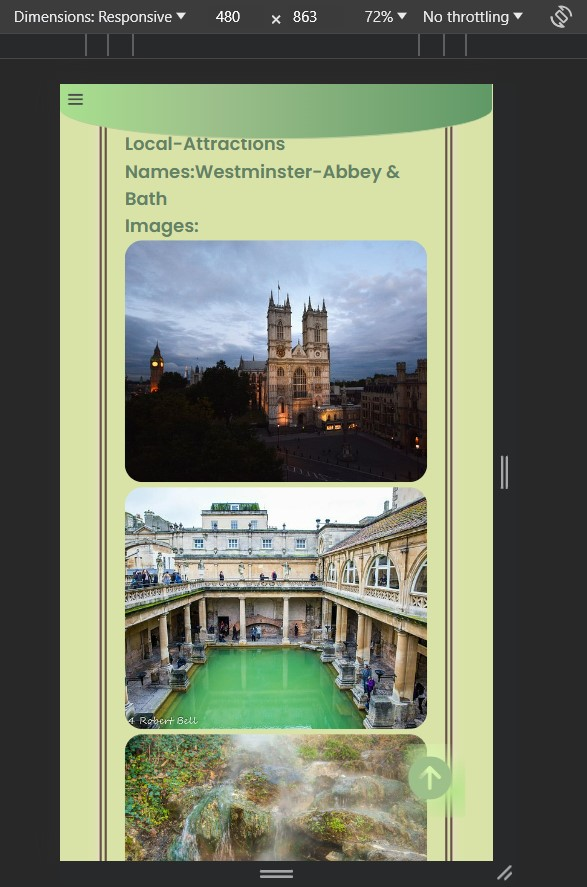 Dimensions: Responsive 480 × 863 72% No throttling
Local-Attractions
Names:Westminster-Abbey &
Bath
Images:
Robert Bell